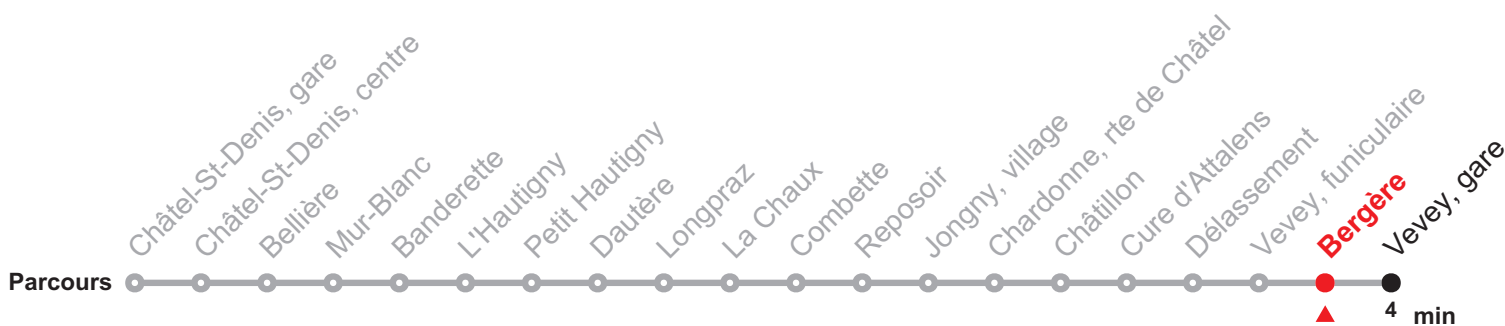 Châtel-St-Denis, gare
Châtel-St-Denis, centre
Bellière
Mur-Blanc
Banderette
L'Hautigny
Petit Hautigny
Dautère
Longpraz
La Chaux
Combette
Reposoir
Jongny, village
Chardonne, rte de Châtel
Châtillon
Cure d'Attalens
Délassement
Vevey, funiculaire
Bergère
Vevey, gare
Parcours
4 min